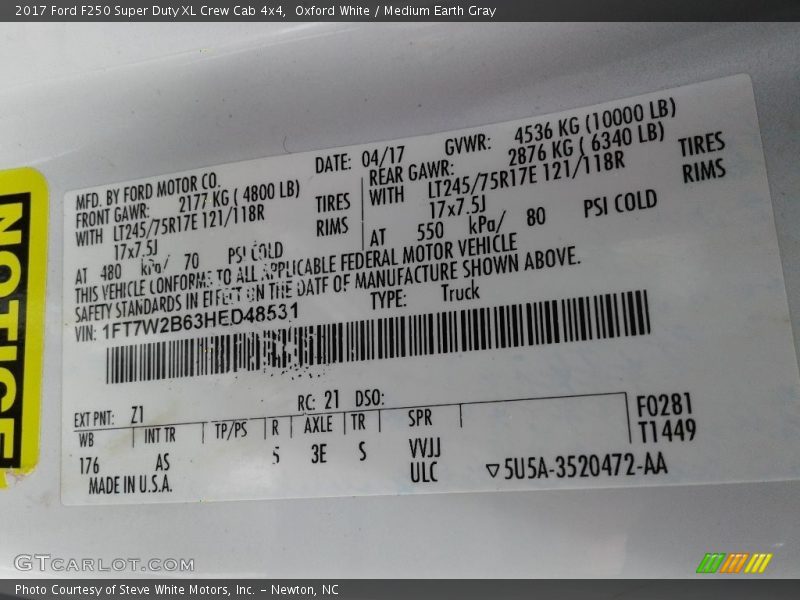 2017 Ford F250 Super Duty XL Crew Cab 4x4, Oxford White / Medium Earth Gray
NOTICE
MFD. BY FORD MOTOR CO. DATE: 04/17 GVWR: 4536 KG (10000 LB)
FRONT GAWR: 2177 KG ( 4800 LB) REAR GAWR: 2876 KG ( 6340 LB)
WITH LT245/75R17E 121/118R TIRES WITH LT245/75R17E 121/118R TIRES
17x7.5J RIMS 17x7.5J RIMS
AT 480 kPa/ 70 PSI COLD AT 550 kPa/ 80 PSI COLD
THIS VEHICLE CONFORMS TO ALL APPLICABLE FEDERAL MOTOR VEHICLE
SAFETY STANDARDS IN EFFECT ON THE DATE OF MANUFACTURE SHOWN ABOVE.
VIN: 1FT7W2B63HED48531 TYPE: Truck
EXT PNT: Z1 RC: 21 DSO: F0281
WB INT TR TP/PS R AXLE TR SPR T1449
176 AS 5 3E S VVJJ
MADE IN U.S.A. ULC ▽5U5A-3520472-AA
GTCARLOT.COM
Photo Courtesy of Steve White Motors, Inc. – Newton, NC